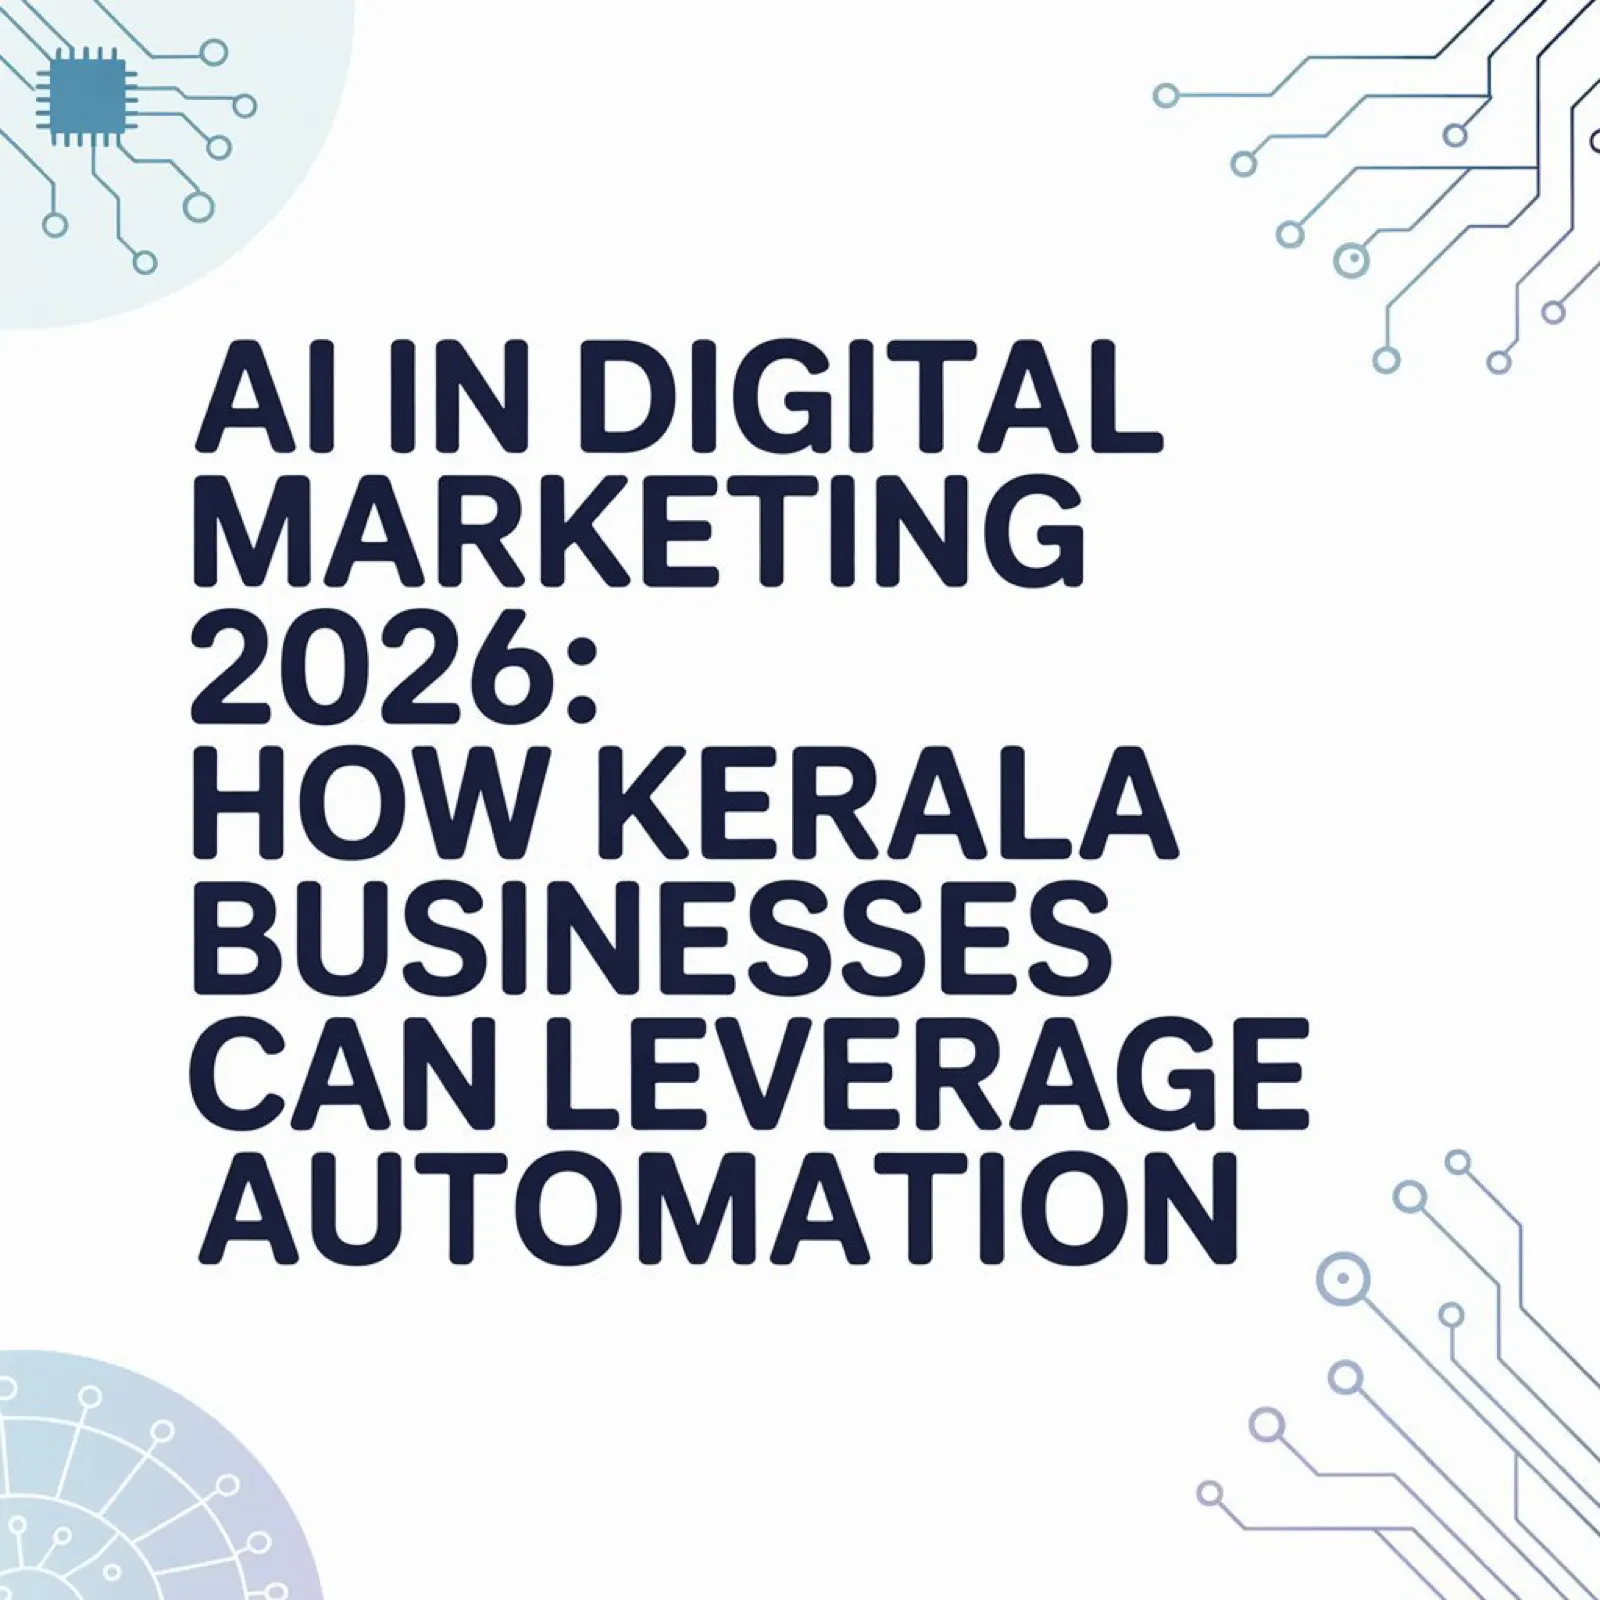 AI IN DIGITAL
MARKETING
2026:
HOW KERALA
BUSINESSES
CAN LEVERAGE
AUTOMATION